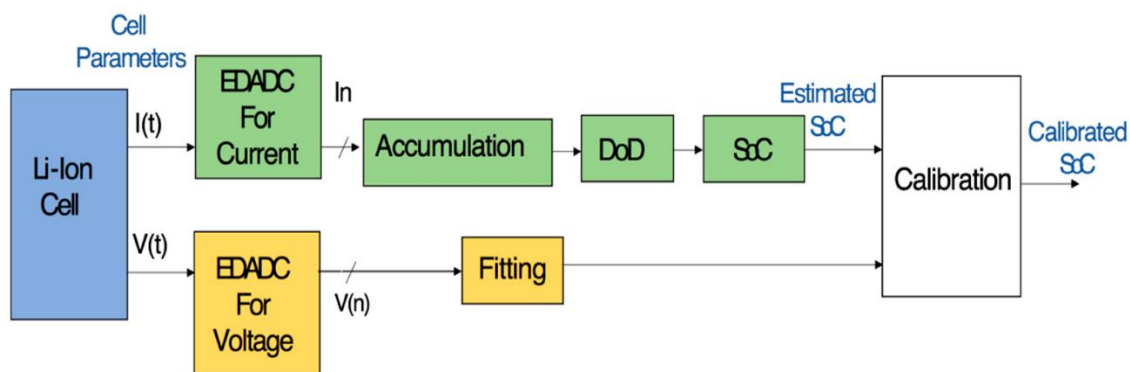 Cell
Parameters
EDADC
For
Current
I(t)
In
Accumulation
DoD
SoC
Estimated
SoC
Calibrated
SoC
Calibration
Li-Ion
Cell
V(t)
EDADC
For
Voltage
V(n)
Fitting